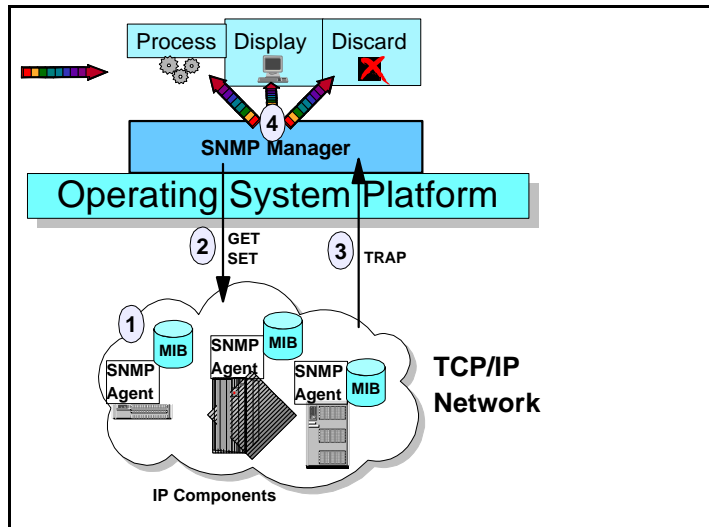 Process
Display
Discard
4
SNMP Manager
Operating System Platform
2
GET
SET
3
TRAP
1
MIB
SNMP
Agent
MIB
SNMP
Agent
SNMP
Agent
MIB
TCP/IP
Network
IP Components